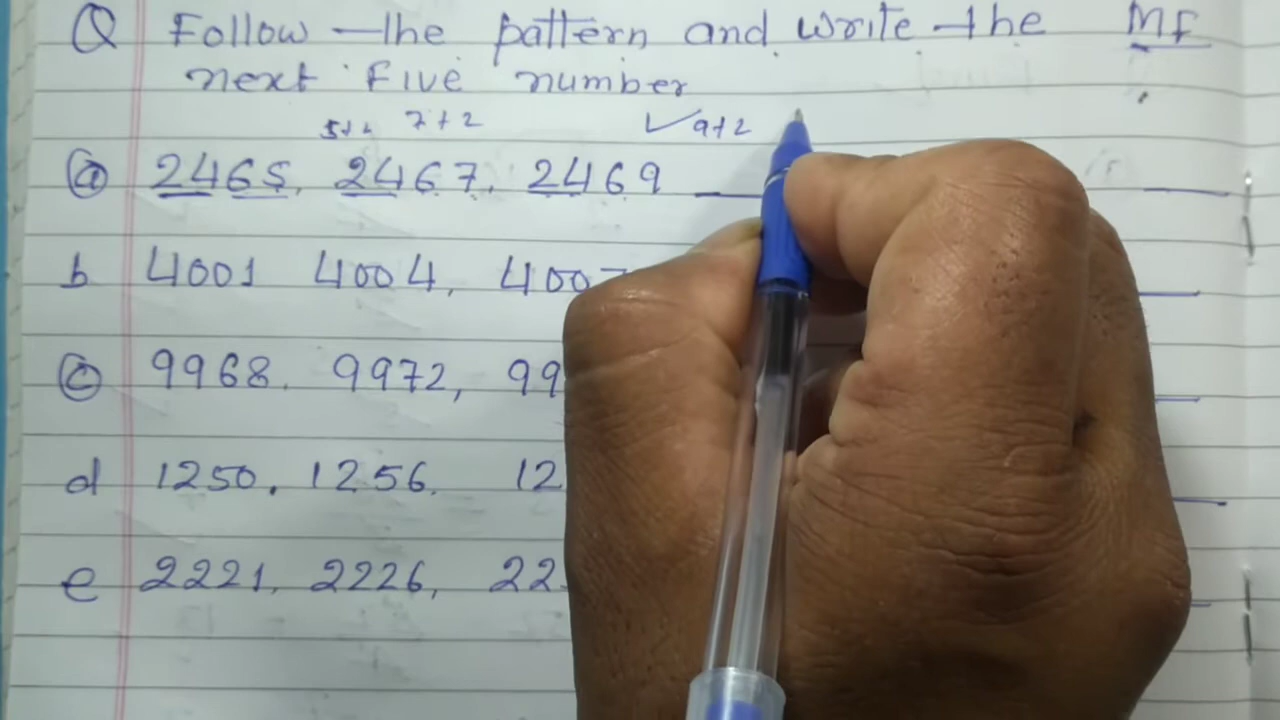 Q Follow the pattern and write the MF
next Five number
5+2 7+2 9+2
a 2465, 2467, 2469
b 4001 4004, 4007
c 9968, 9972, 99
d 1250, 1256, 12
e 2221, 2226, 22